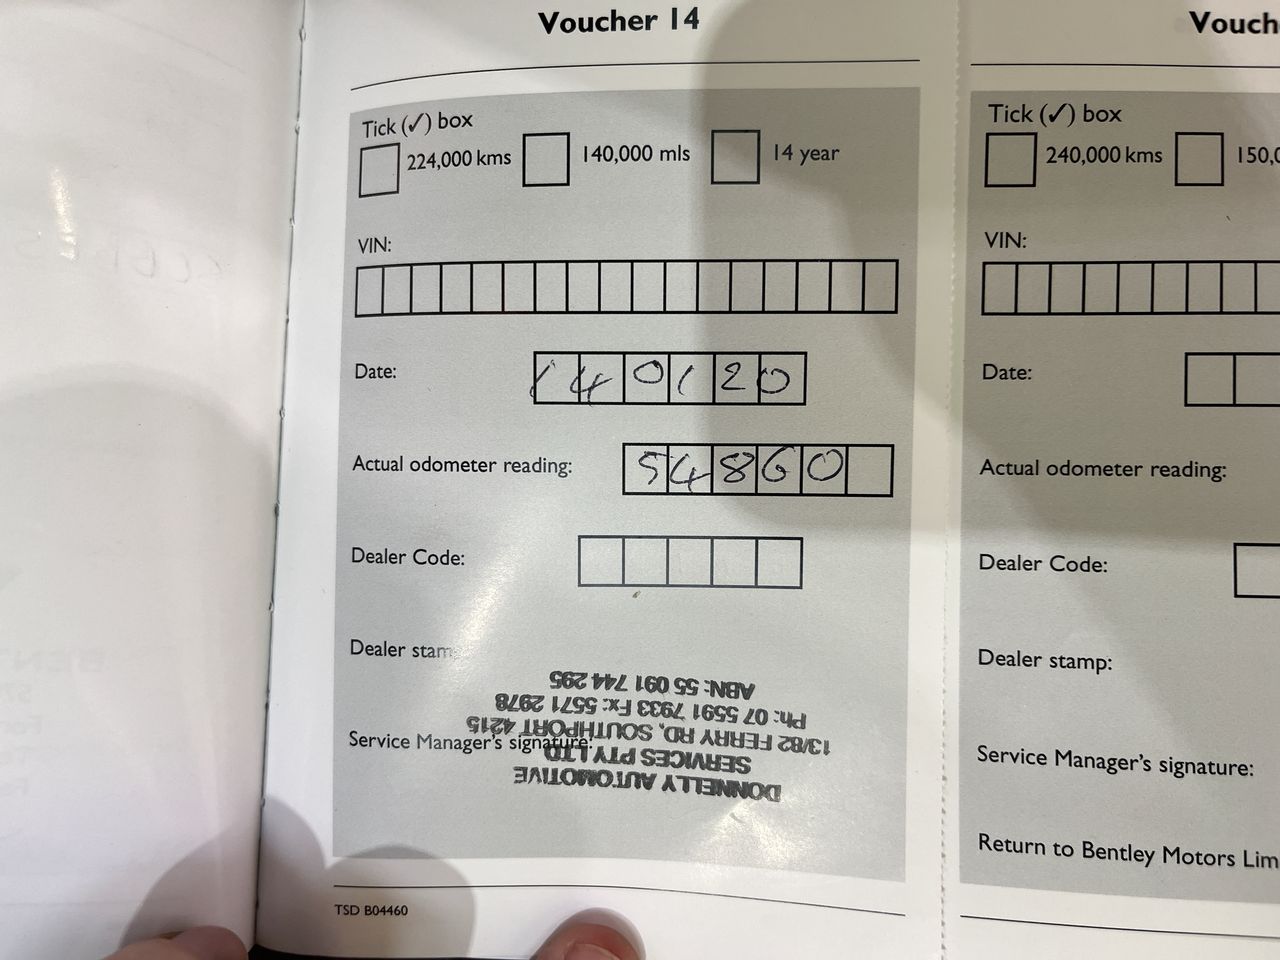 Voucher 14
Tick (✓) box
224,000 kms 140,000 mls 14 year
VIN:
Date: 140120
Actual odometer reading: 54860
Dealer Code:
Dealer stam
Service Manager's signature:
DONNELLY AUTOMOTIVE
SERVICES PTY LTD
13/82 FERRY RD, SOUTHPORT 4215
Ph: 07 5591 7933 Fx: 5571 2978
ABN: 55 091 744 295
TSD B04460
Vouch
Tick (✓) box
240,000 kms 150,0
VIN:
Date:
Actual odometer reading:
Dealer Code:
Dealer stamp:
Service Manager's signature:
Return to Bentley Motors Lim